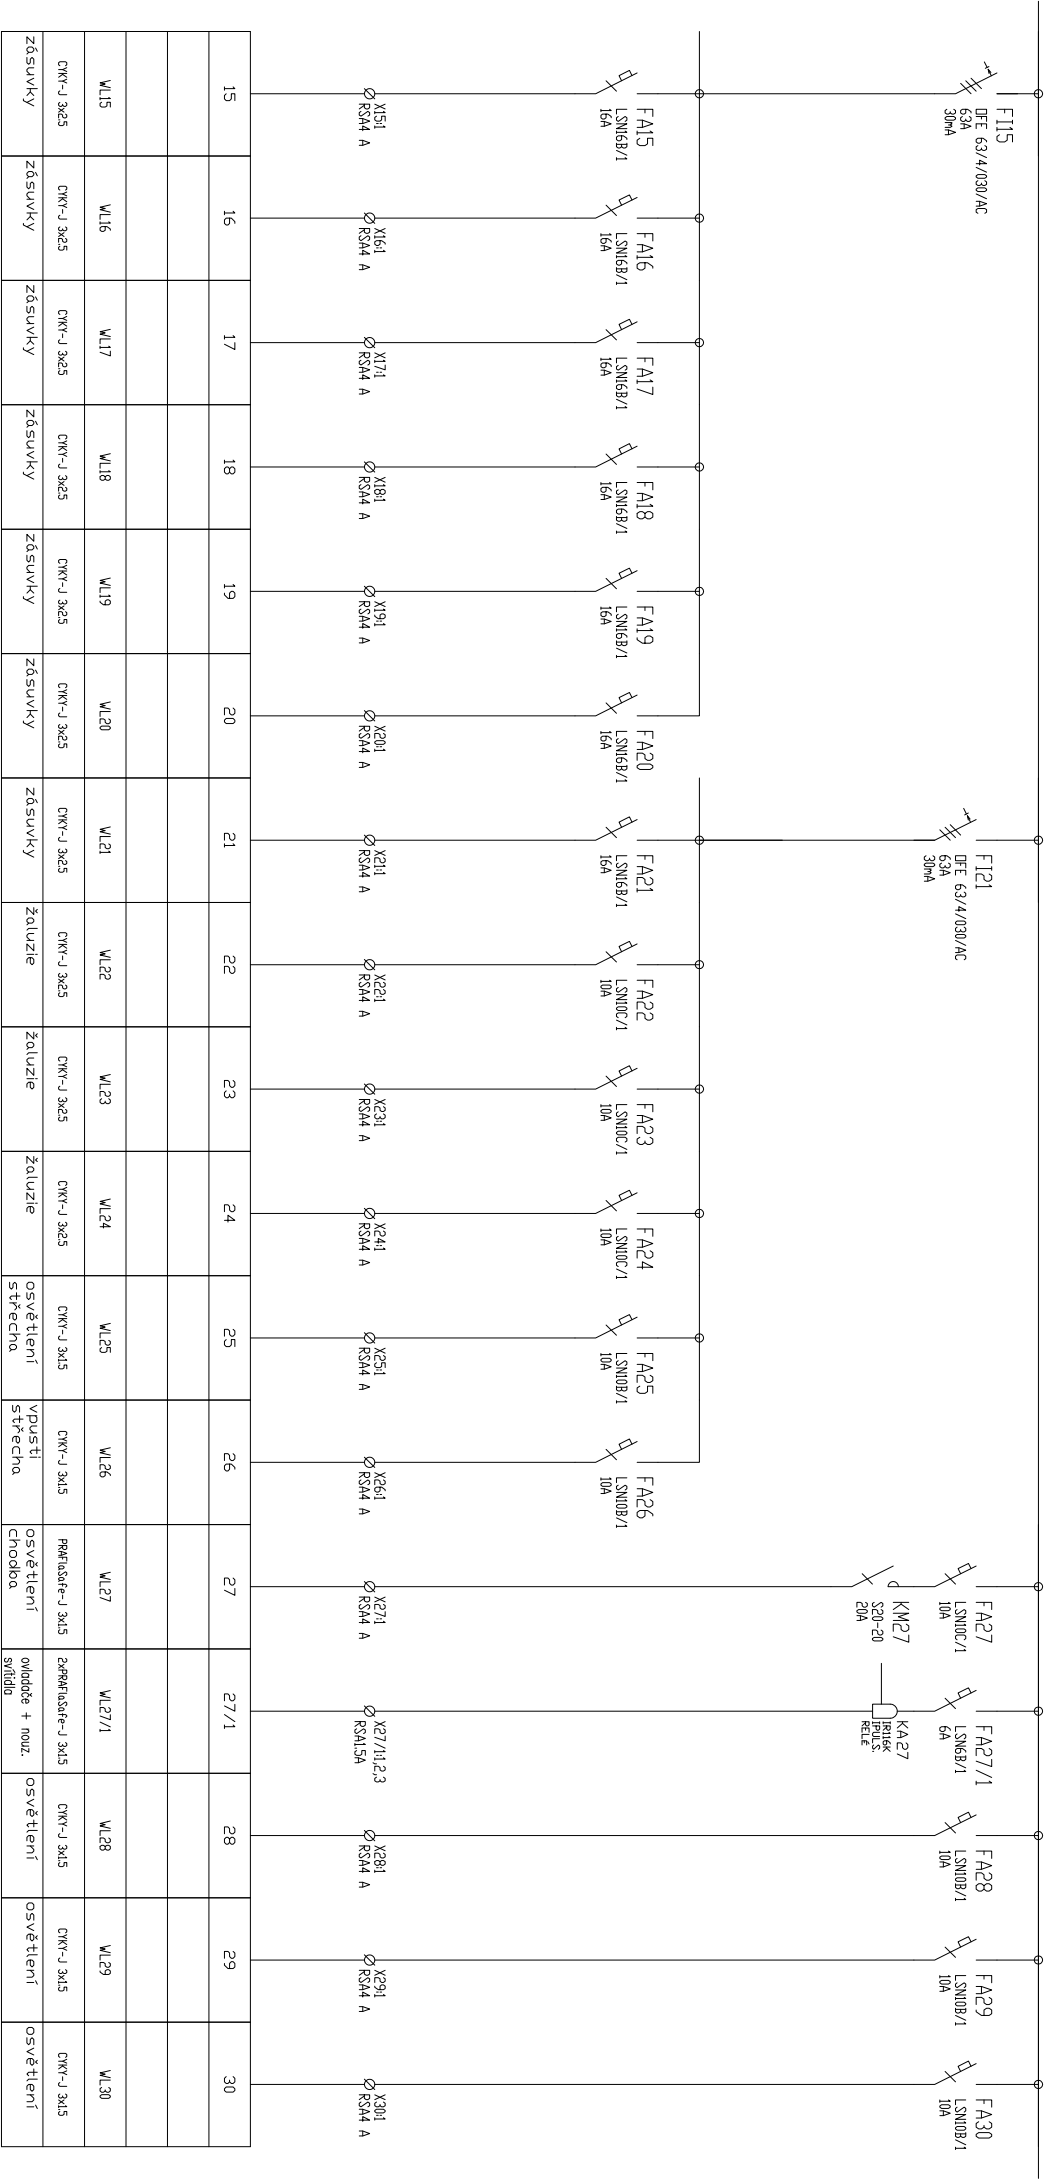 FI15
OFE 63/4/030/AC
63A
30mA
FI21
OFE 63/4/030/AC
63A
30mA
FA27
LSN10C/1
10A
KM27
S20-20
20A
FA27/1
LSN6B/1
6A
KA27
IR116K
IPULS.
RELÉ
FA28
LSN10B/1
10A
FA29
LSN10B/1
10A
FA30
LSN10B/1
10A
FA15
LSN16B/1
16A
FA16
LSN16B/1
16A
FA17
LSN16B/1
16A
FA18
LSN16B/1
16A
FA19
LSN16B/1
16A
FA20
LSN16B/1
16A
FA21
LSN16B/1
16A
FA22
LSN10C/1
10A
FA23
LSN10C/1
10A
FA24
LSN10C/1
10A
FA25
LSN10B/1
10A
FA26
LSN10B/1
10A
X15:1
RSA4 A
X16:1
RSA4 A
X17:1
RSA4 A
X18:1
RSA4 A
X19:1
RSA4 A
X20:1
RSA4 A
X21:1
RSA4 A
X22:1
RSA4 A
X23:1
RSA4 A
X24:1
RSA4 A
X25:1
RSA4 A
X26:1
RSA4 A
X27:1
RSA4 A
X27/1:1,2,3
RSA1.5A
X28:1
RSA4 A
X29:1
RSA4 A
X30:1
RSA4 A
15 16 17 18 19 20 21 22 23 24 25 26 27 27/1 28 29 30
WL15 WL16 WL17 WL18 WL19 WL20 WL21 WL22 WL23 WL24 WL25 WL26 WL27 WL27/1 WL28 WL29 WL30
CYKY-J 3x2.5 CYKY-J 3x2.5 CYKY-J 3x2.5 CYKY-J 3x2.5 CYKY-J 3x2.5 CYKY-J 3x2.5 CYKY-J 3x2.5 CYKY-J 3x2.5 CYKY-J 3x2.5 CYKY-J 3x2.5 CYKY-J 3x1.5 CYKY-J 3x1.5 PRAFlaSafe-J 3x1.5 2xPRAFlaSafe-J 3x1.5 CYKY-J 3x1.5 CYKY-J 3x1.5 CYKY-J 3x1.5
zásuvky
zásuvky
zásuvky
zásuvky
zásuvky
zásuvky
zásuvky
žaluzie
žaluzie
žaluzie
osvětlení
střecha
vpusti
střecha
osvětlení
chodba
ovladače + nouz.
svítidla
osvětlení
osvětlení
osvětlení